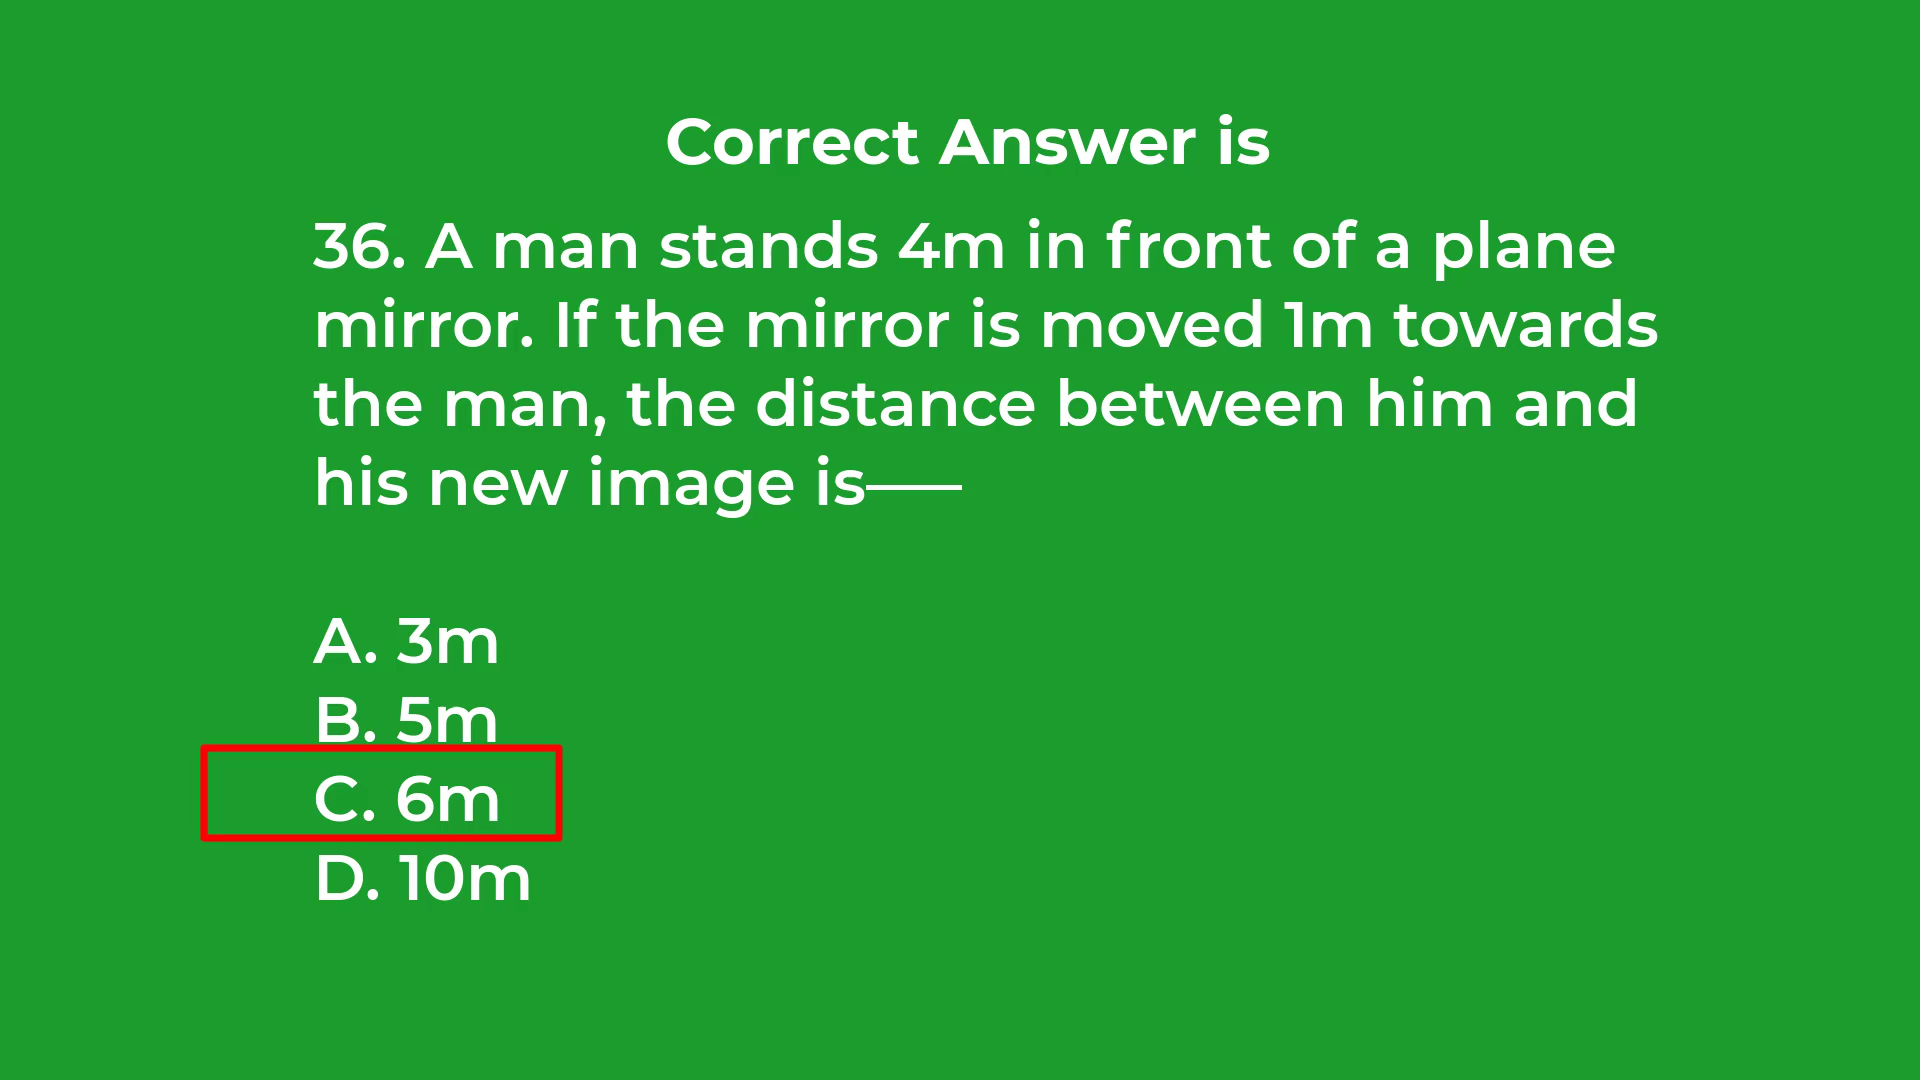 Correct Answer is
36. A man stands 4m in front of a plane
mirror. If the mirror is moved 1m towards
the man, the distance between him and
his new image is——
A. 3m
B. 5m
C. 6m
D. 10m